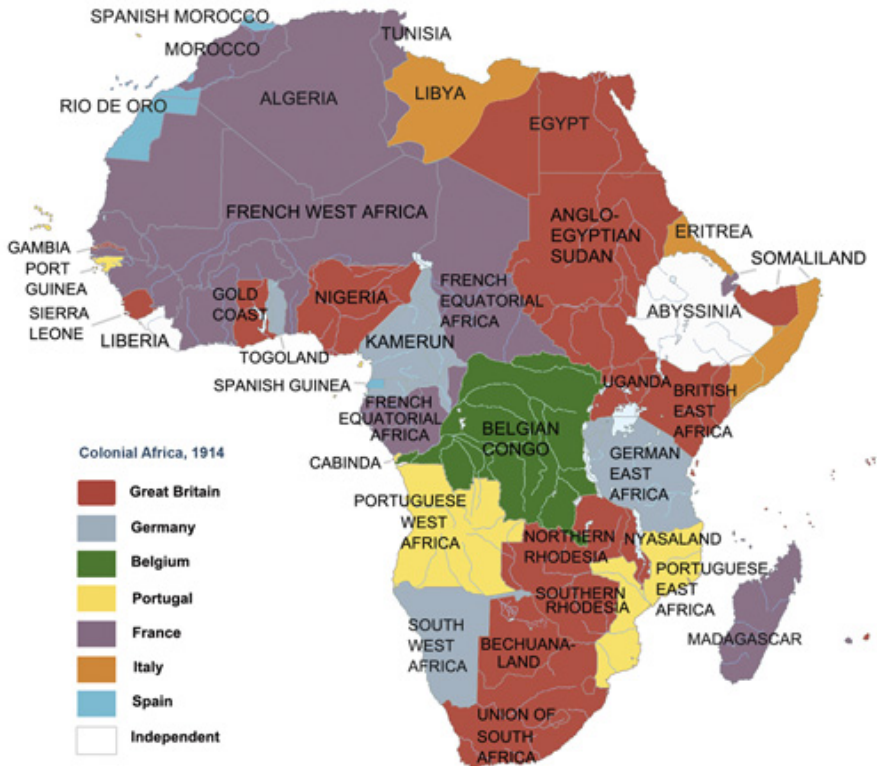 SPANISH MOROCCO
MOROCCO
TUNISIA
RIO DE ORO
ALGERIA
LIBYA
EGYPT
FRENCH WEST AFRICA
ANGLO-
EGYPTIAN
SUDAN
ERITREA
GAMBIA
PORT
GUINEA
SIERRA
LEONE
LIBERIA
GOLD
COAST
TOGOLAND
NIGERIA
FRENCH
EQUATORIAL
AFRICA
KAMERUN
SOMALILAND
ABYSSINIA
SPANISH GUINEA
FRENCH
EQUATORIAL
AFRICA
UGANDA
BRITISH
EAST
AFRICA
BELGIAN
CONGO
GERMAN
EAST
AFRICA
CABINDA
PORTUGUESE
WEST
AFRICA
NORTHERN
RHODESIA
NYASALAND
PORTUGUESE
EAST
AFRICA
SOUTHERN
RHODESIA
MADAGASCAR
SOUTH
WEST
AFRICA
BECHUANA-
LAND
UNION OF
SOUTH
AFRICA
Colonial Africa, 1914
Great Britain
Germany
Belgium
Portugal
France
Italy
Spain
Independent